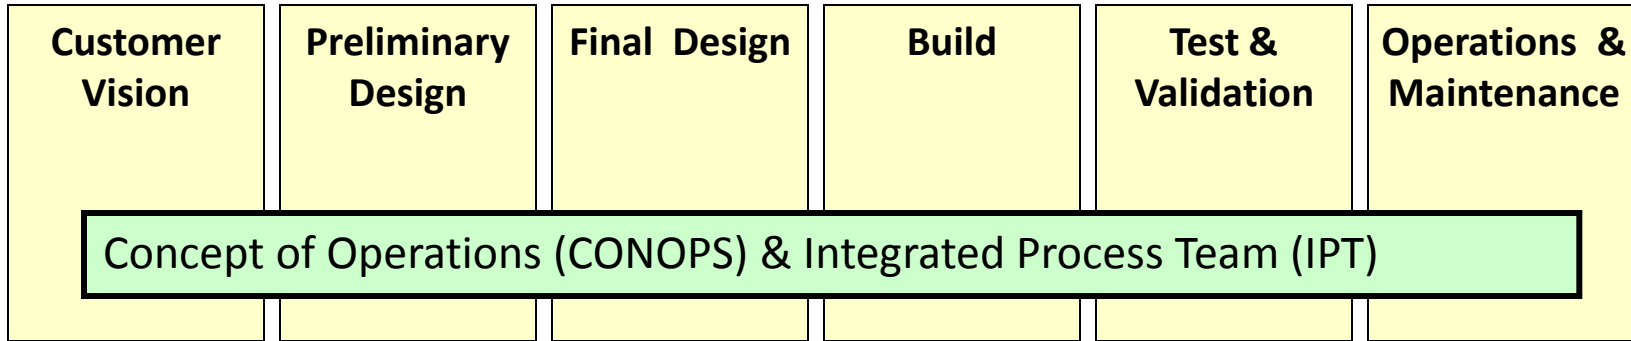 Customer
Vision
Preliminary
Design
Final  Design
Build
Test &
Validation
Operations  &
Maintenance
Concept of Operations (CONOPS) & Integrated Process Team (IPT)